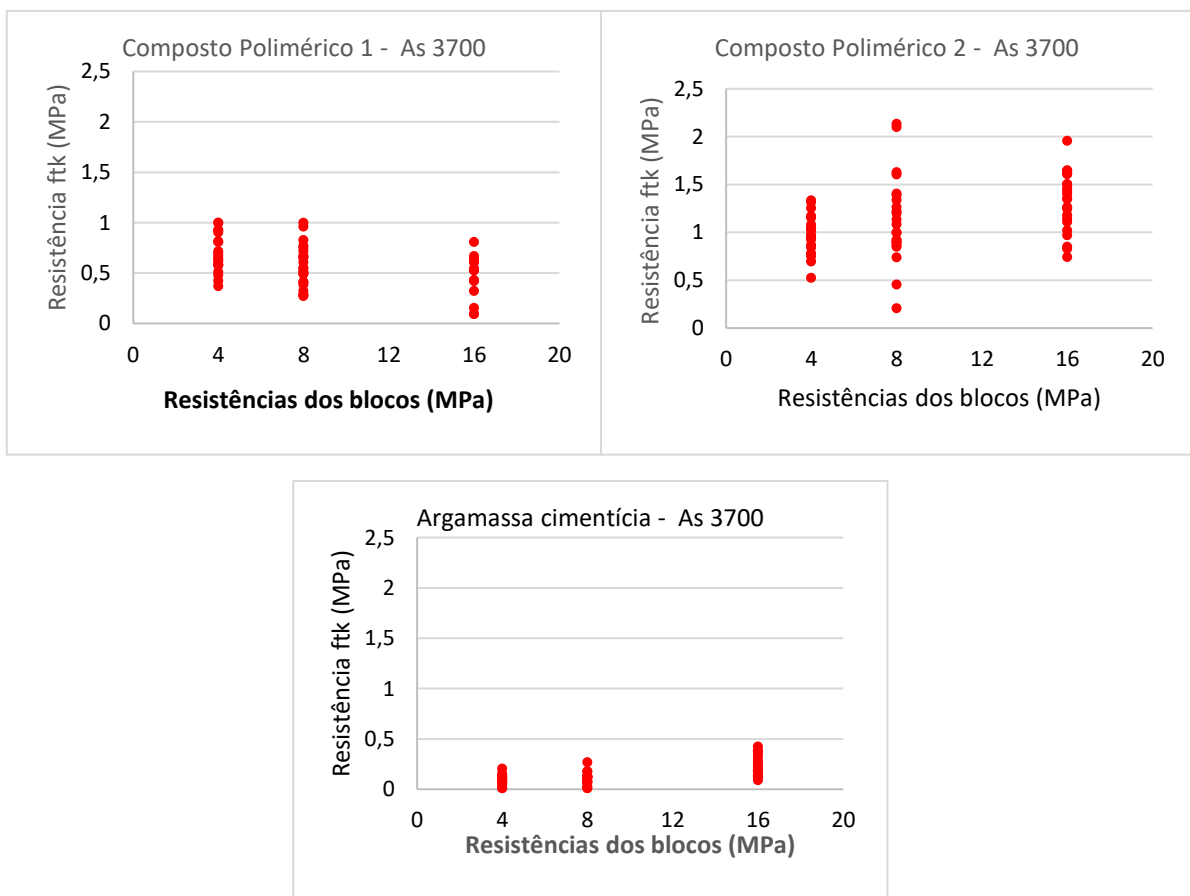 Composto Polimérico 1 - As 3700
Resistência ftk (MPa)
2,5
2
1,5
1
0,5
0
0 4 8 12 16 20
Resistências dos blocos (MPa)
Composto Polimérico 2 - As 3700
Resistência ftk (MPa)
2,5
2
1,5
1
0,5
0
0 4 8 12 16 20
Resistências dos blocos (MPa)
Argamassa cimentícia - As 3700
Resistência ftk (MPa)
2,5
2
1,5
1
0,5
0
0 4 8 12 16 20
Resistências dos blocos (MPa)